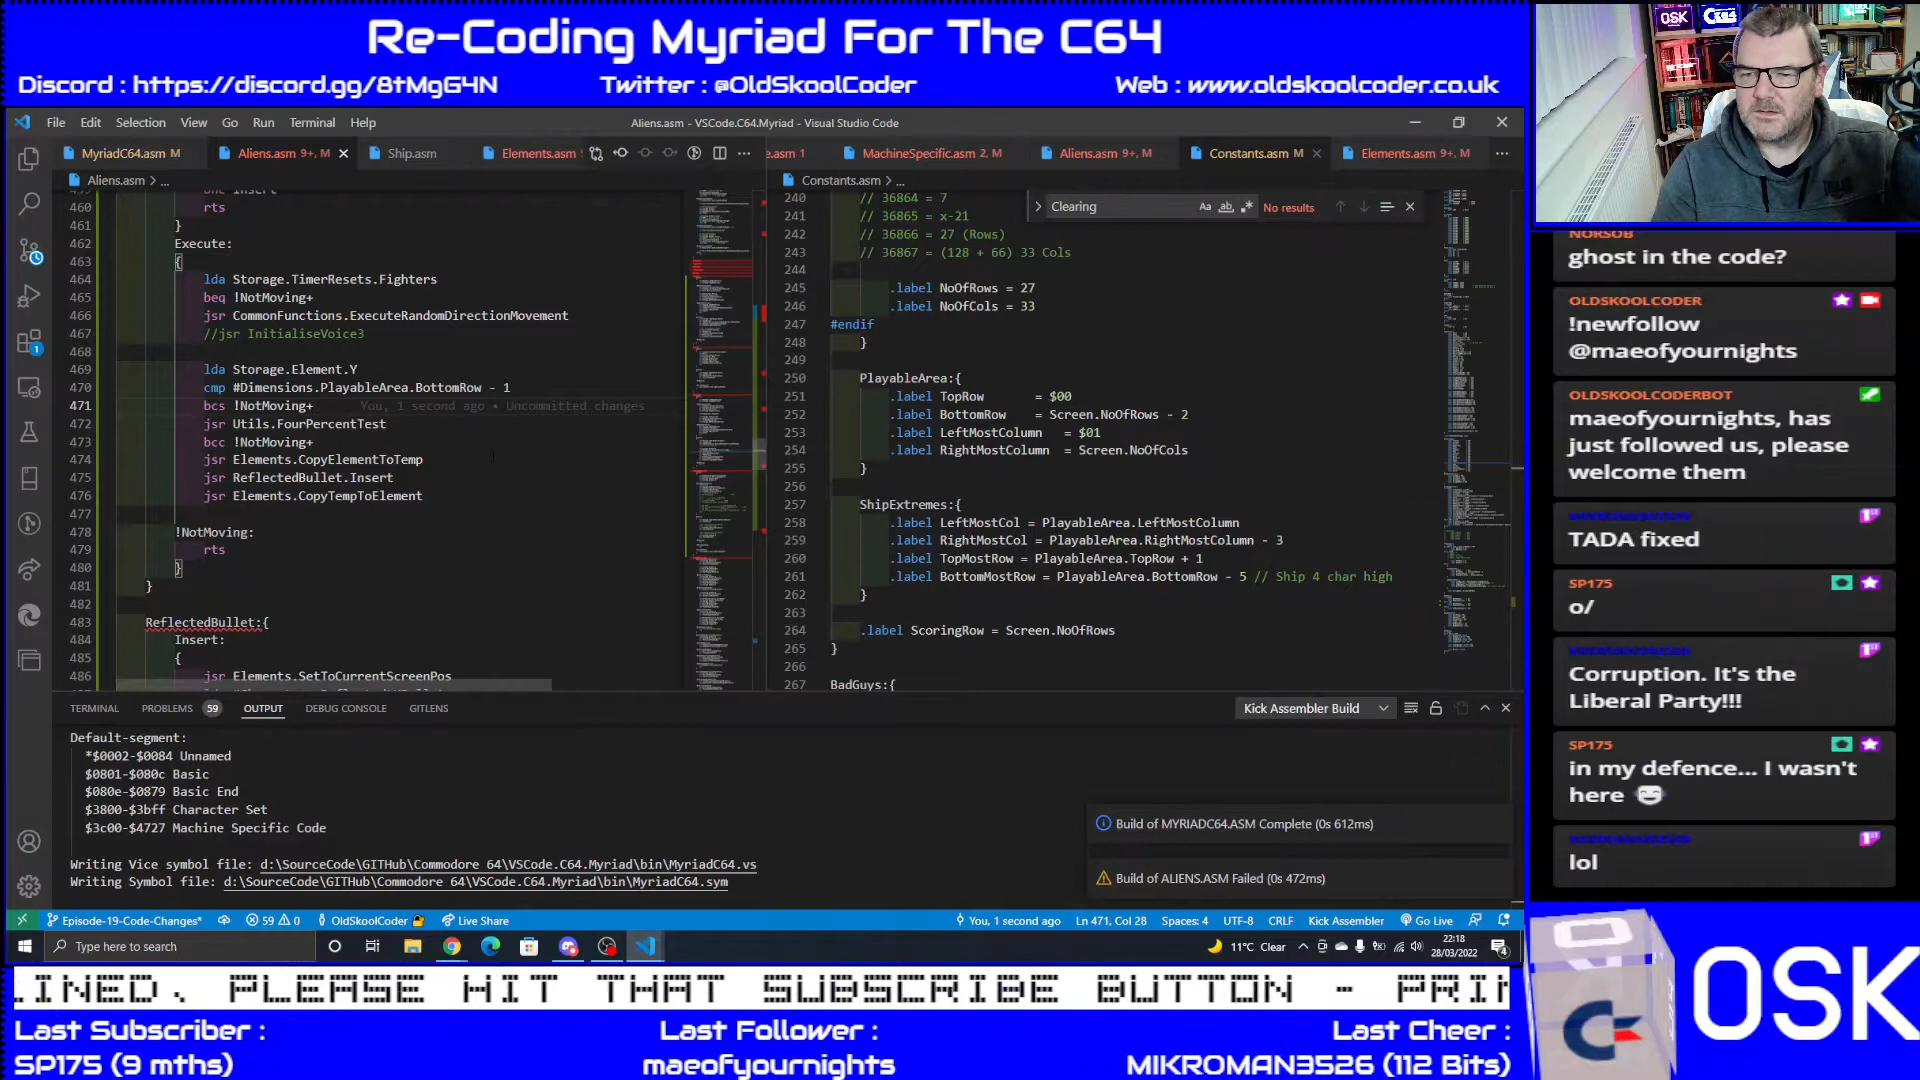 Re-Coding Myriad For The C64
Discord : https://discord.gg/8tMgG4N
Twitter : @OldSkoolCoder
Web : www.oldskoolcoder.co.uk
File Edit Selection View Go Run Terminal Help
Aliens.asm - VSCode.C64.Myriad - Visual Studio Code
MyriadC64.asm M
Aliens.asm 9+, M
Ship.asm
Elements.asm
e.asm 1
MachineSpecific.asm 2, M
Aliens.asm 9+, M
Constants.asm M
Elements.asm 9+, M
Aliens.asm > ...
Constants.asm > ...
Clearing
No results
460 rts
461 }
462 Execute:
463 {
464 lda Storage.TimerResets.Fighters
465 beq !NotMoving+
466 jsr CommonFunctions.ExecuteRandomDirectionMovement
467 //jsr InitialiseVoice3
468
469 lda Storage.Element.Y
470 cmp #Dimensions.PlayableArea.BottomRow - 1
471 bcs !NotMoving+ You, 1 second ago • Uncommitted changes
472 jsr Utils.FourPercentTest
473 bcc !NotMoving+
474 jsr Elements.CopyElementToTemp
475 jsr ReflectedBullet.Insert
476 jsr Elements.CopyTempToElement
477
478 !NotMoving:
479 rts
480 }
481 }
482
483 ReflectedBullet:{
484 Insert:
485 {
486 jsr Elements.SetToCurrentScreenPos
240 // 36864 = 7
241 // 36865 = x-21
242 // 36866 = 27 (Rows)
243 // 36867 = (128 + 66) 33 Cols
244
245 .label NoOfRows = 27
246 .label NoOfCols = 33
247 #endif
248 }
249
250 PlayableArea:{
251 .label TopRow = $00
252 .label BottomRow = Screen.NoOfRows - 2
253 .label LeftMostColumn = $01
254 .label RightMostColumn = Screen.NoOfCols
255 }
256
257 ShipExtremes:{
258 .label LeftMostCol = PlayableArea.LeftMostColumn
259 .label RightMostCol = PlayableArea.RightMostColumn - 3
260 .label TopMostRow = PlayableArea.TopRow + 1
261 .label BottomMostRow = PlayableArea.BottomRow - 5 // Ship 4 char high
262 }
263
264 .label ScoringRow = Screen.NoOfRows
265 }
266
267 BadGuys:{
TERMINAL PROBLEMS 59 OUTPUT DEBUG CONSOLE GITLENS
Kick Assembler Build
Default-segment:
*$0002-$0084 Unnamed
$0801-$080c Basic
$080e-$0879 Basic End
$3800-$3bff Character Set
$3c00-$4727 Machine Specific Code
Writing Vice symbol file: d:\SourceCode\GITHub\Commodore 64\VSCode.C64.Myriad\bin\MyriadC64.vs
Writing Symbol file: d:\SourceCode\GITHub\Commodore 64\VSCode.C64.Myriad\bin\MyriadC64.sym
Build of MYRIADC64.ASM Complete (0s 612ms)
Build of ALIENS.ASM Failed (0s 472ms)
Episode-19-Code-Changes* 59 0 OldSkoolCoder Live Share
You, 1 second ago Ln 471, Col 28 Spaces: 4 UTF-8 CRLF Kick Assembler Go Live
Type here to search
11°C Clear
22:18
28/03/2022
NORSOB
ghost in the code?
OLDSKOOLCODER
!newfollow
@maeofyournights
OLDSKOOLCODERBOT
maeofyournights, has
just followed us, please
welcome them
TADA fixed
SP175
o/
Corruption. It's the
Liberal Party!!!
SP175
in my defence... I wasn't
here
lol
INED. PLEASE HIT THAT SUBSCRIBE BUTTON - PRI
Last Subscriber :
SP175 (9 mths)
Last Follower :
maeofyournights
Last Cheer :
MIKROMAN3526 (112 Bits)
OSK